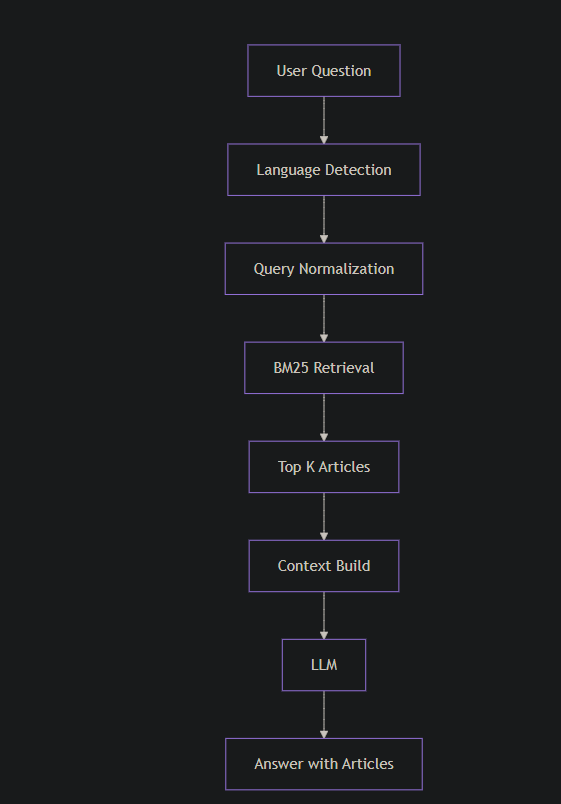 User Question
Language Detection
Query Normalization
BM25 Retrieval
Top K Articles
Context Build
LLM
Answer with Articles